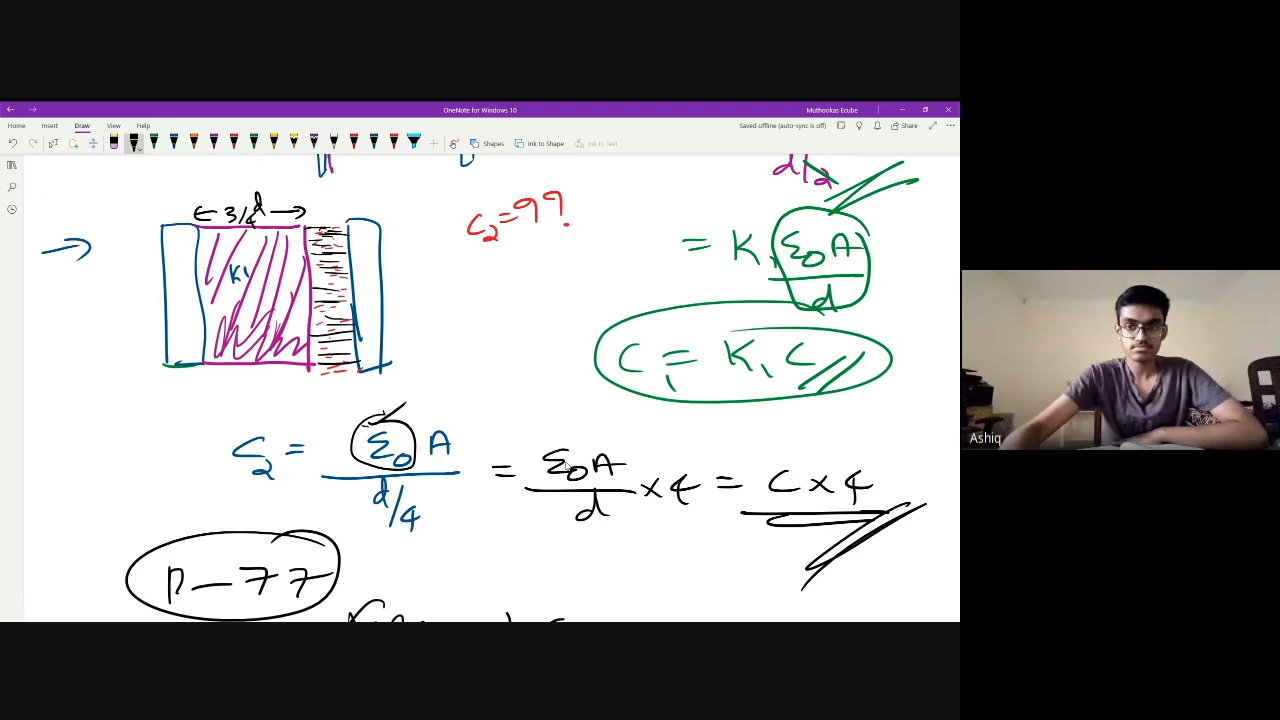 OneNote for Windows 10
Muthookas Ecube
Home Insert Draw View Help
Saved offline (auto-sync is off)
Share
Shapes
Ink to Shape
Ink to Text
d/2
← 3/4 d →
C₂ = ??
K₁
= K₁ ε₀A / d
C₁ = K₁ C
C₂ = ε₀ A / d/4 = ε₀A / d × 4 = C × 4
P-77
Ashiq